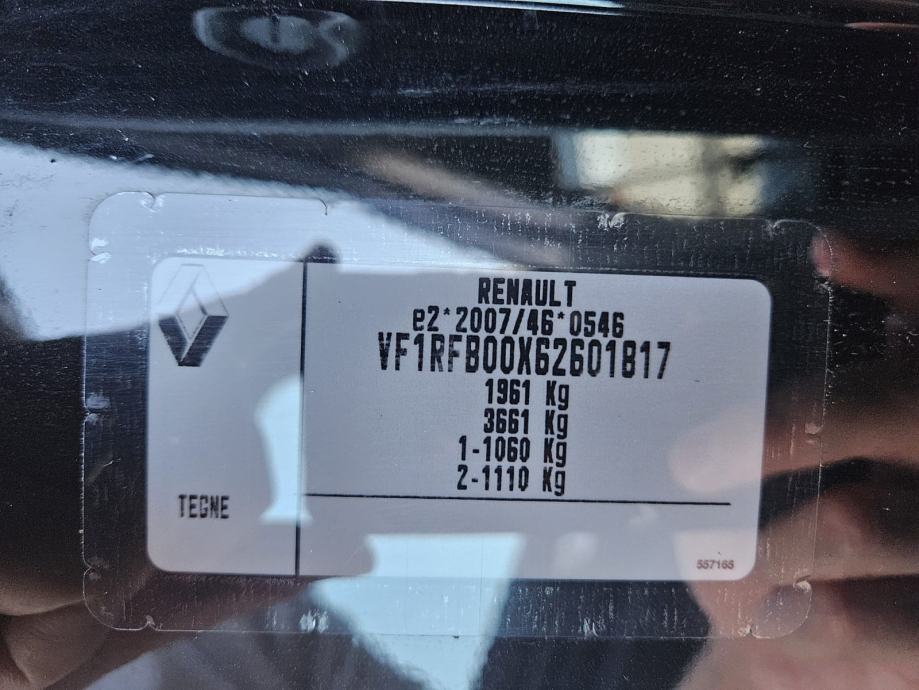 RENAULT
e2*2007/46*0546
VF1RFB00X62601817
1961 Kg
3661 Kg
1-1060 Kg
2-1110 Kg
TEGNE
557165